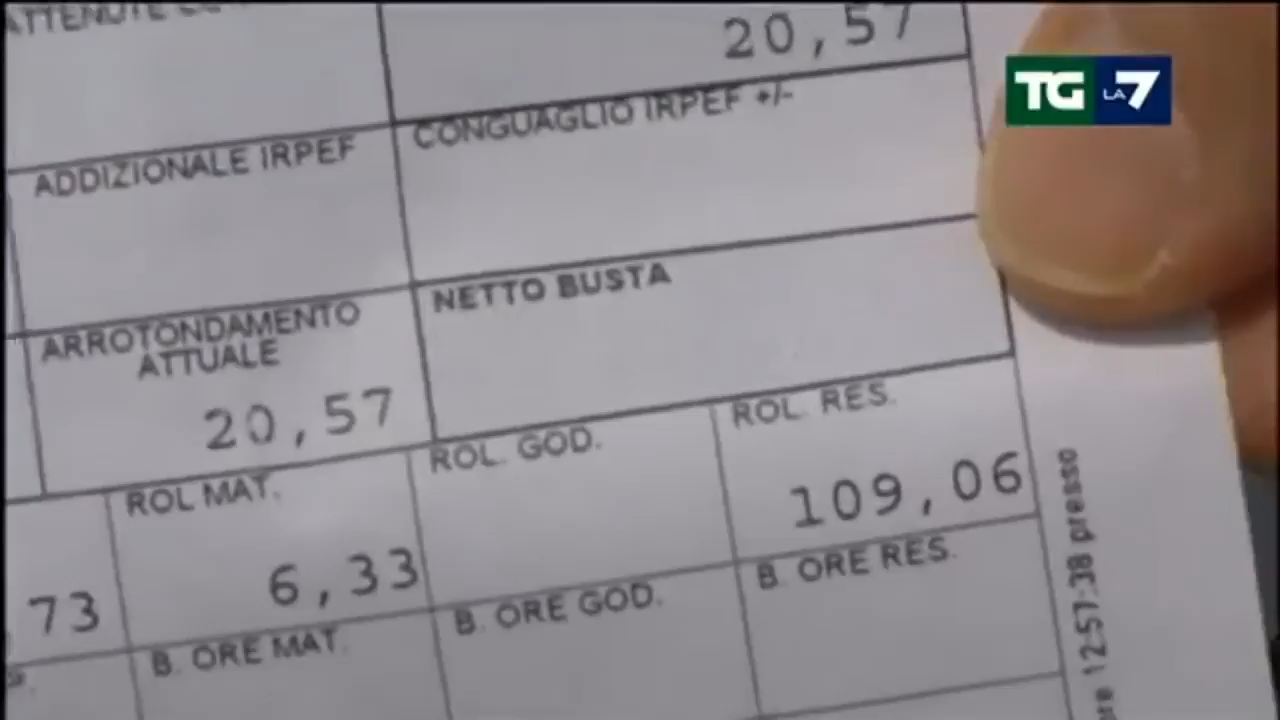 20,57
TG LA7
ADDIZIONALE IRPEF
CONGUAGLIO IRPEF +/-
ARROTONDAMENTO
ATTUALE
20,57
NETTO BUSTA
ROL MAT.
6,33
ROL. GOD.
ROL. RES.
109,06
73
B. ORE MAT.
B. ORE GOD.
B. ORE RES.
12:57:38 presso